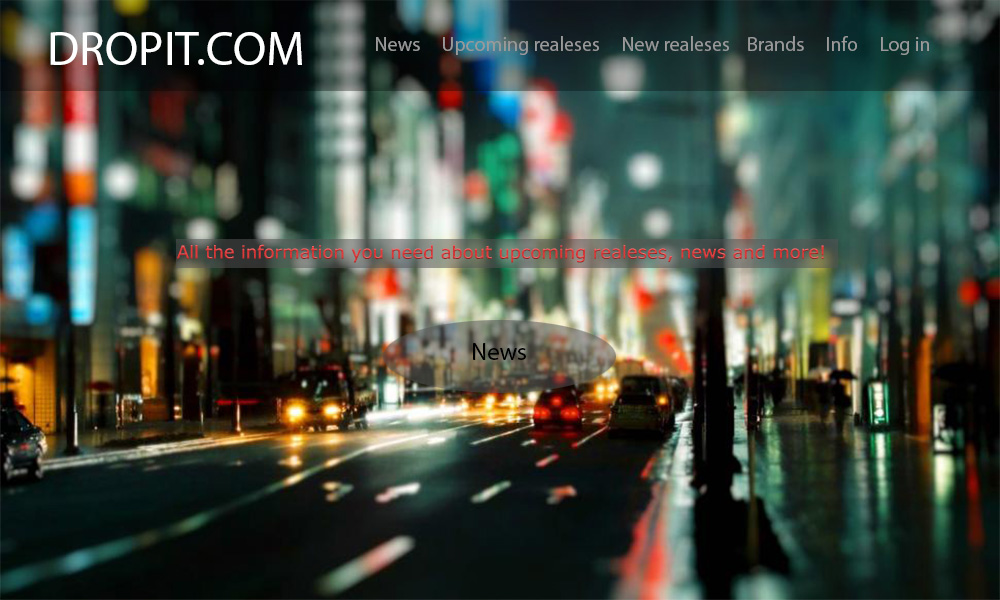 DROPIT.COM News Upcoming realeses New realeses Brands Info Log in
All the information you need about upcoming realeses, news and more!
News